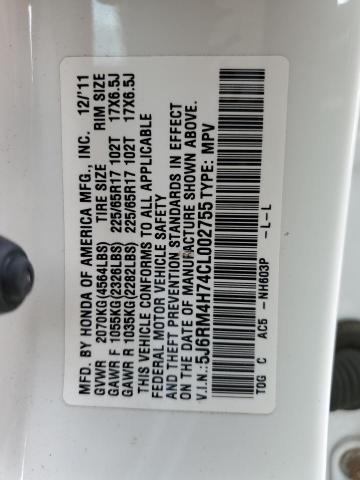 MFD. BY HONDA OF AMERICA MFG., INC. 12/'11
GVWR 2070KG(4564LBS) TIRE SIZE RIM SIZE
GAWR F 1055KG(2326LBS) 225/65R17 102T 17X6.5J
GAWR R 1035KG(2282LBS) 225/65R17 102T 17X6.5J
THIS VEHICLE CONFORMS TO ALL APPLICABLE
FEDERAL MOTOR VEHICLE SAFETY
AND THEFT PREVENTION STANDARDS IN EFFECT
ON THE DATE OF MANUFACTURE SHOWN ABOVE.
V.I.N.: 5J6RM4H74CL002755 TYPE: MPV
T0G C AC5 -NH603P -L-L